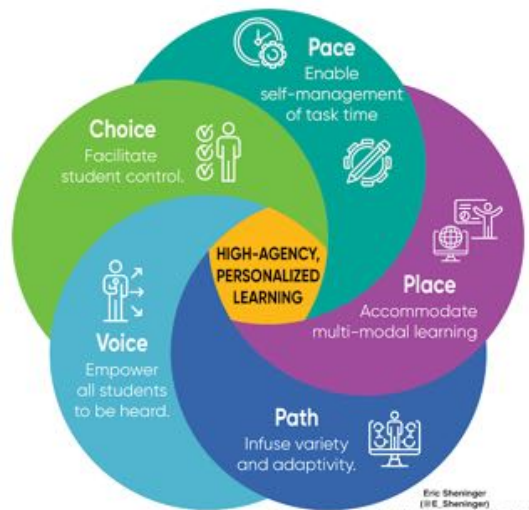 Pace
Enable
self-management
of task time
Choice
Facilitate
student control.
HIGH-AGENCY,
PERSONALIZED
LEARNING
Place
Accommodate
multi-modal learning
Voice
Empower
all students
to be heard.
Path
Infuse variety
and adaptivity.
Eric Sheninger
(@E_Sheninger)